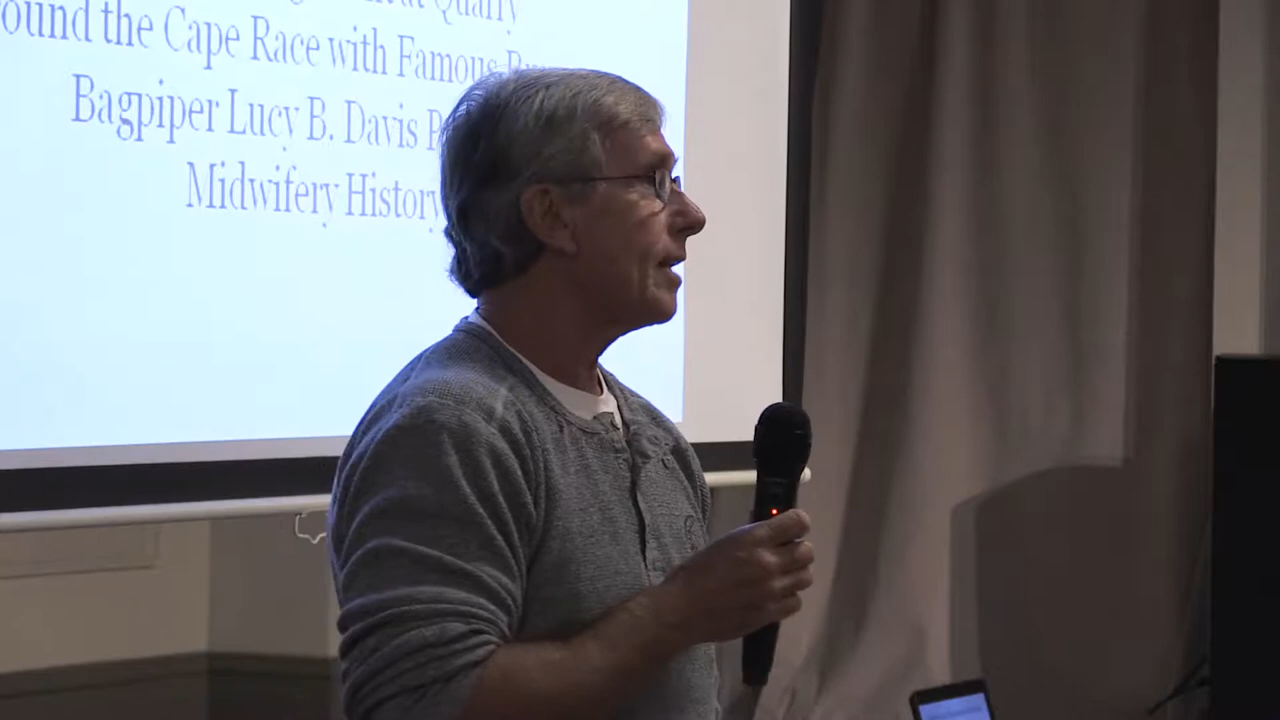 ound the Cape Race with Famous
Bagpiper Lucy B. Davis
Midwifery History